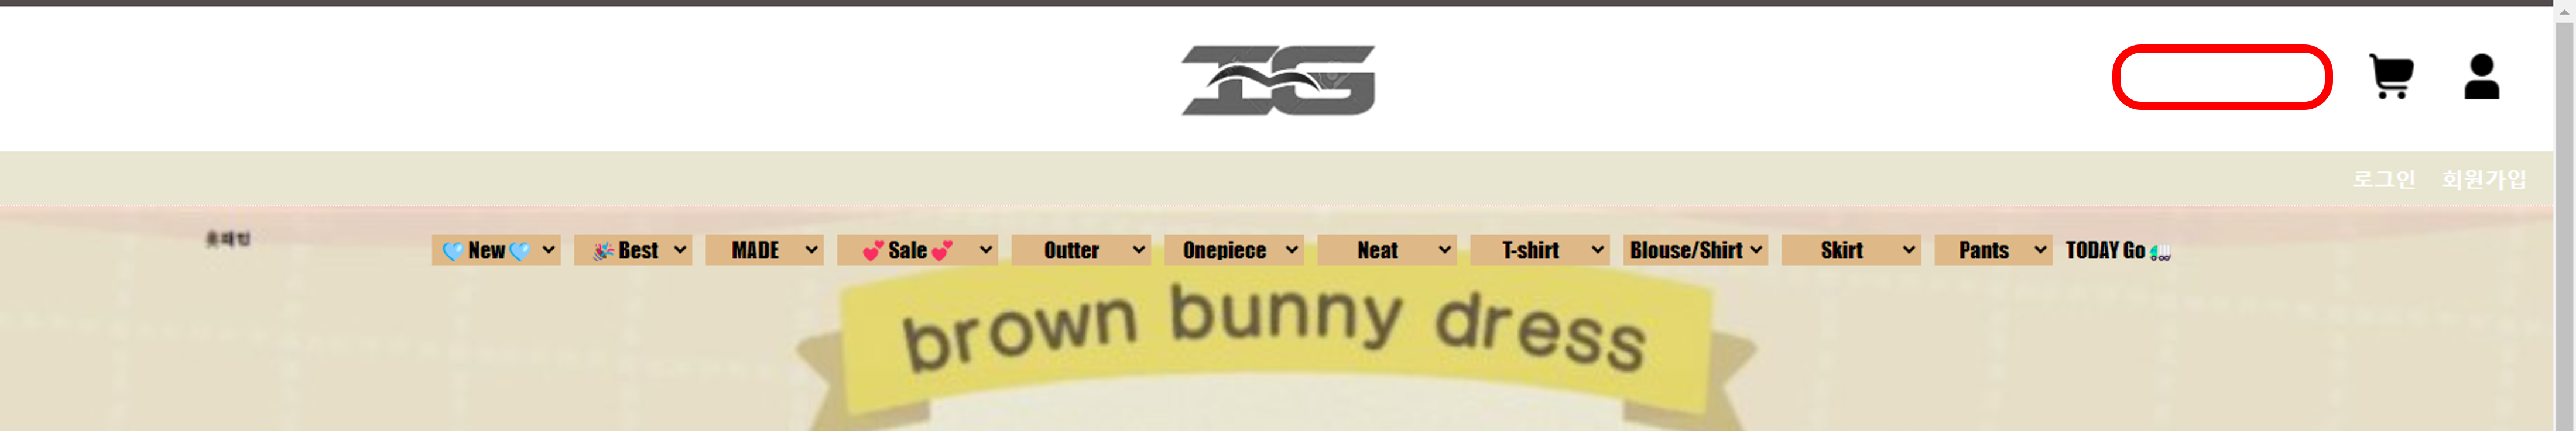 IG
로그인 회원가입
🩵 New 🩵 🎉 Best MADE 💕 Sale 💕 Outter Onepiece Neat T-shirt Blouse/Shirt Skirt Pants TODAY Go 🚛
brown bunny dress